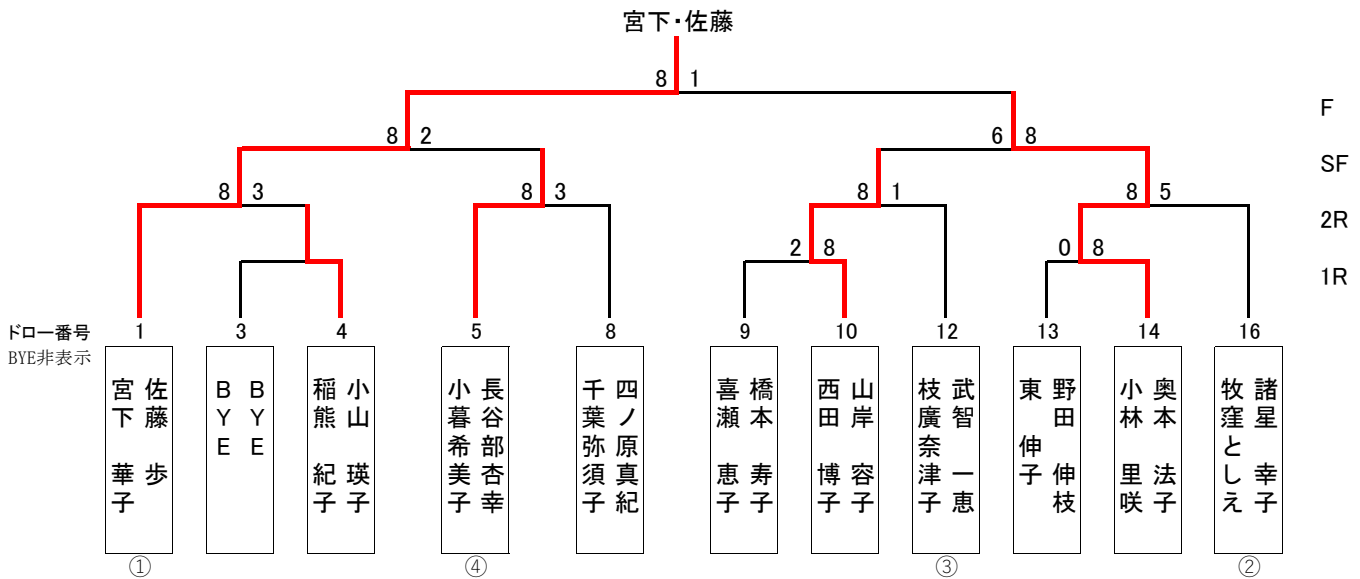 宮下・佐藤
8 1
F
8 2
6 8
SF
8 3
8 3
8 1
8 5
2R
2 8
0 8
1R
ドロー番号
1 3 4 5 8 9 10 12 13 14 16
BYE非表示
宮下 華子
佐藤 歩
BYE
BYE
稲熊 紀子
小山 瑛子
小暮希美子
長谷部杏幸
千葉弥須子
四ノ原真紀
喜瀬 恵子
橋本 寿子
西田 博子
山岸 容子
枝廣奈津子
武智 一恵
東 伸子
野田 伸枝
小林 里咲
奥本 法子
牧窪としえ
諸星 幸子
① ④ ③ ②